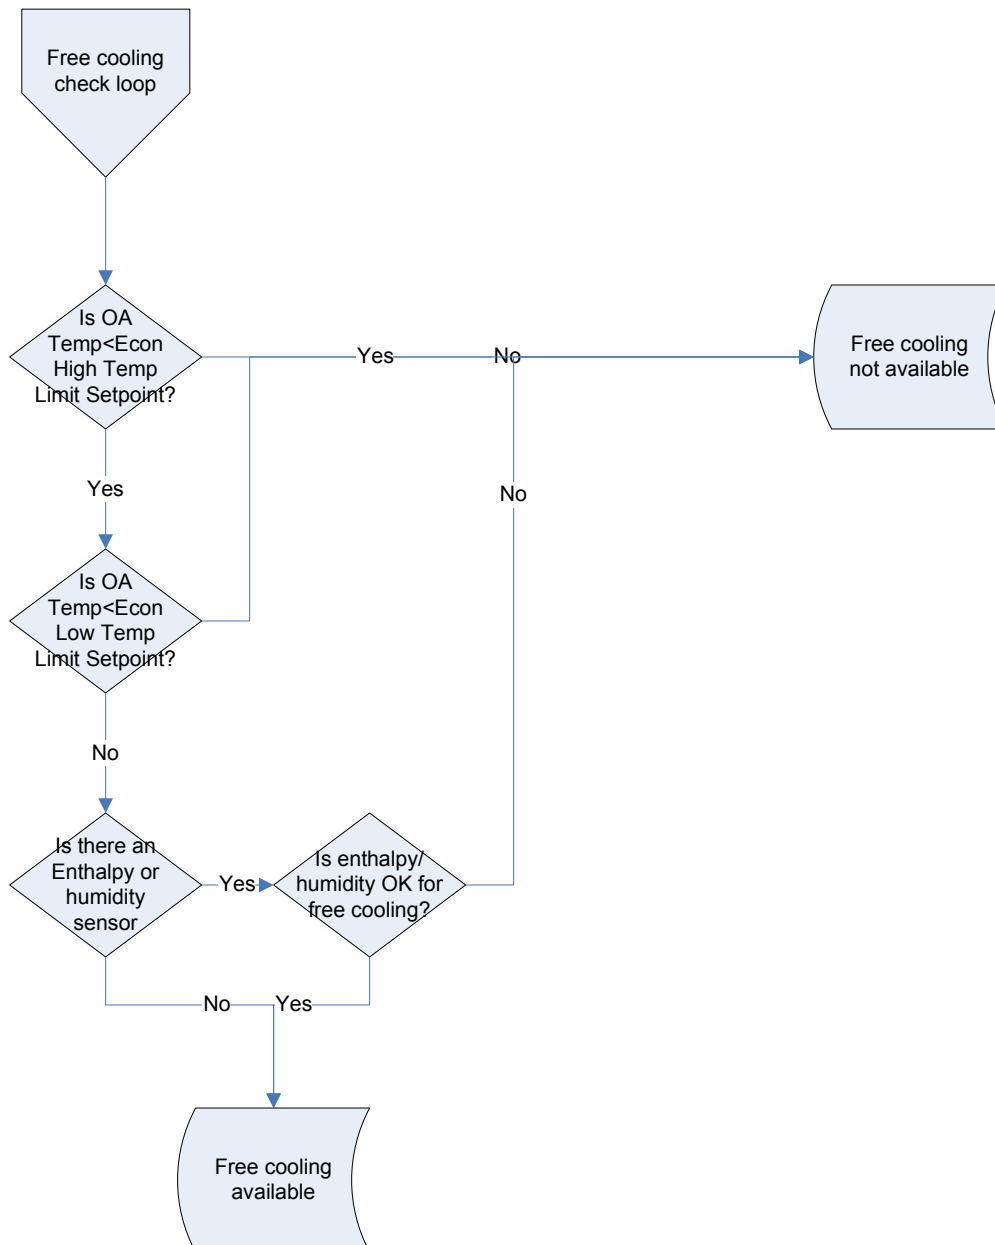 Free cooling
check loop
Is OA
Temp<Econ
High Temp
Limit Setpoint?
Yes
No
Free cooling
not available
Yes
No
Is OA
Temp<Econ
Low Temp
Limit Setpoint?
No
Is there an
Enthalpy or
humidity
sensor
Yes
Is enthalpy/
humidity OK for
free cooling?
No
Yes
Free cooling
available